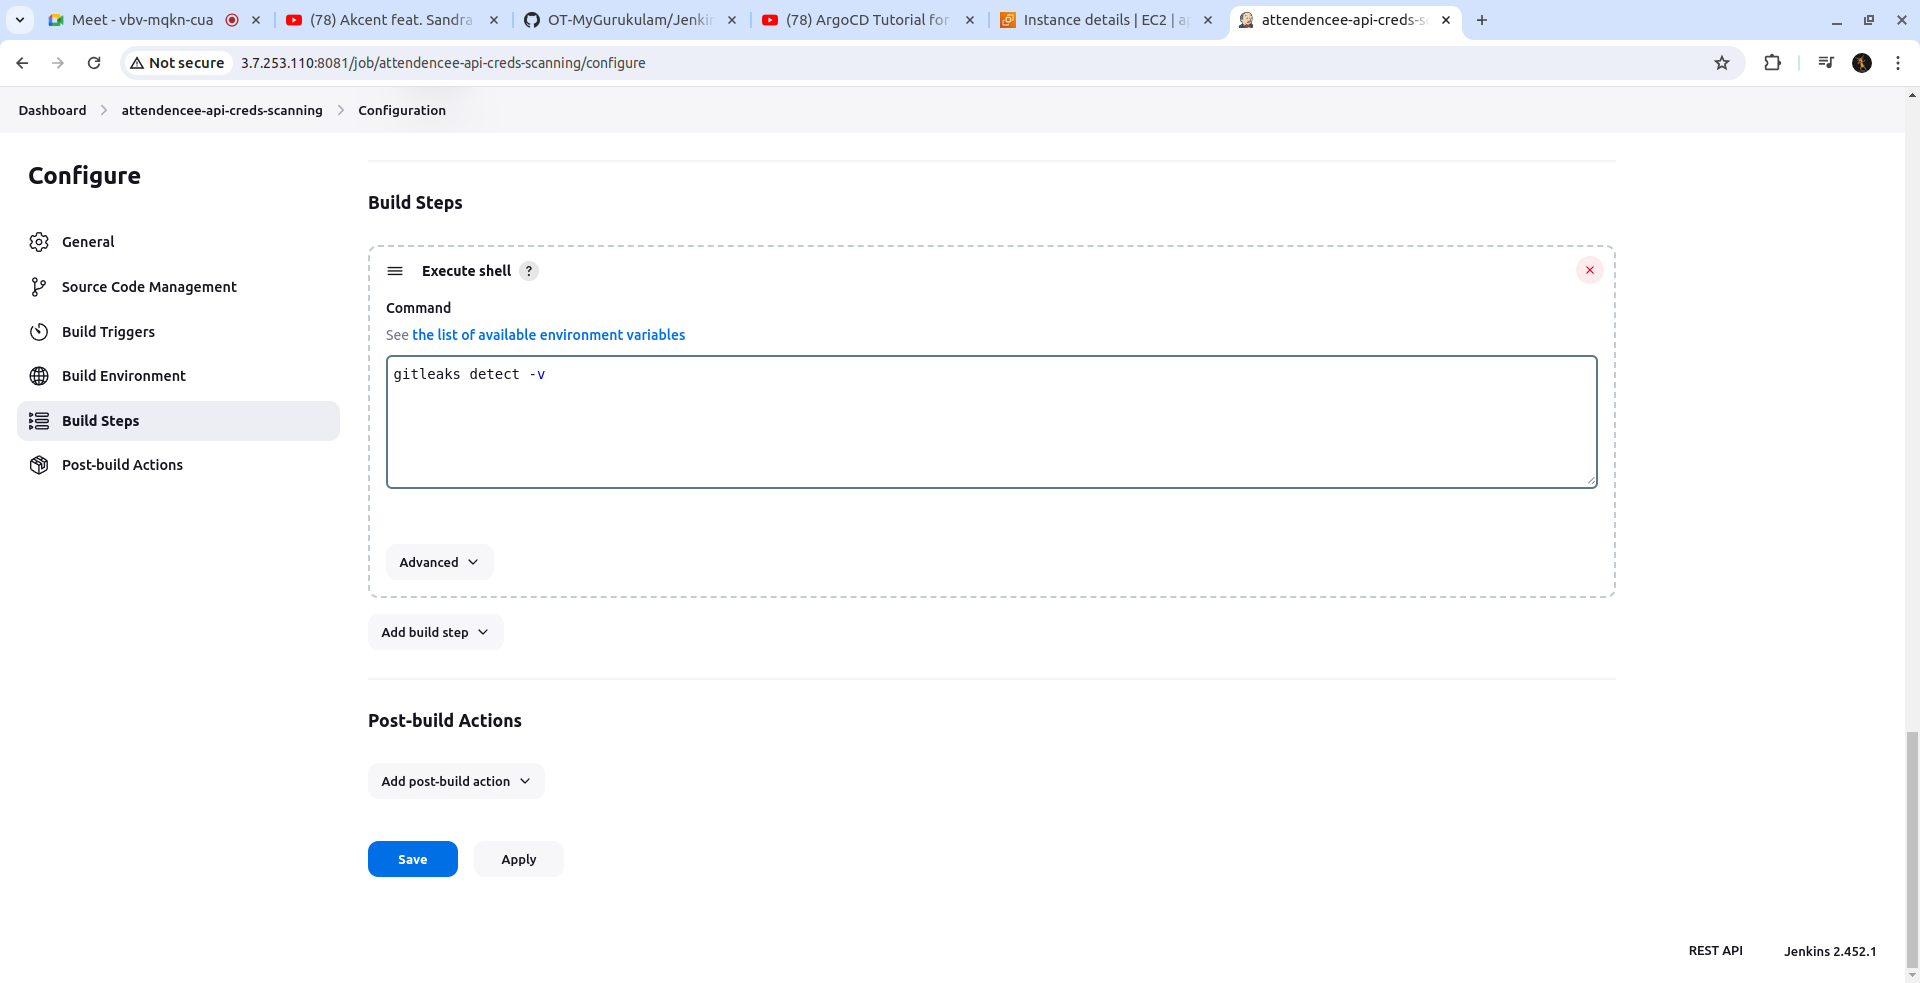 Meet - vbv-mqkn-cua
(78) Akcent feat. Sandra
OT-MyGurukulam/Jenki
(78) ArgoCD Tutorial for
Instance details | EC2 | ap
attendencee-api-creds-s
Not secure
3.7.253.110:8081/job/attendencee-api-creds-scanning/configure
Dashboard
attendencee-api-creds-scanning
Configuration
Configure
General
Source Code Management
Build Triggers
Build Environment
Build Steps
Post-build Actions
Build Steps
Execute shell ?
Command
See the list of available environment variables
gitleaks detect -v
Advanced
Add build step
Post-build Actions
Add post-build action
Save
Apply
REST API
Jenkins 2.452.1